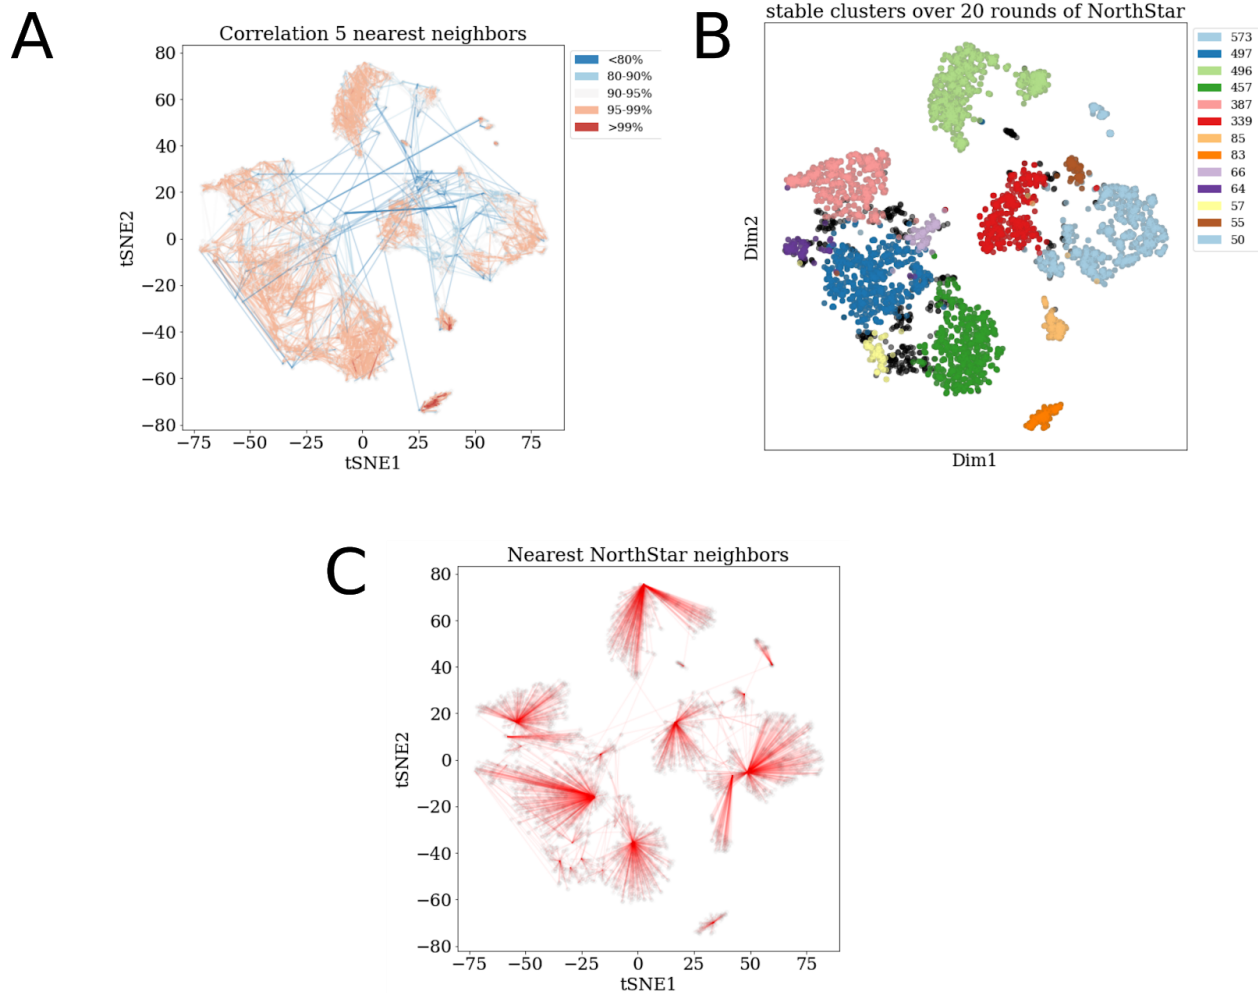 A
Correlation 5 nearest neighbors
80
60
40
20
0
−20
−40
−60
−80
tSNE2
−75 −50 −25 0 25 50 75
tSNE1
<80%
80-90%
90-95%
95-99%
>99%
B
stable clusters over 20 rounds of NorthStar
Dim2
Dim1
573
497
496
457
387
339
85
83
66
64
57
55
50
C
Nearest NorthStar neighbors
80
60
40
20
0
−20
−40
−60
−80
tSNE2
−75 −50 −25 0 25 50 75
tSNE1